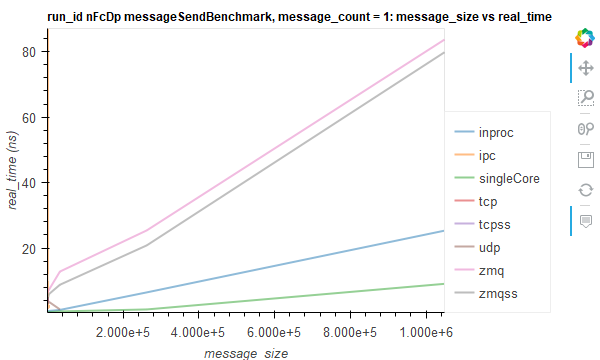 run_id nFcDp messageSendBenchmark, message_count = 1: message_size vs real_time
80
60
40
20
real_time (ns)
2.000e+5
4.000e+5
6.000e+5
8.000e+5
1.000e+6
message_size
inproc
ipc
singleCore
tcp
tcpss
udp
zmq
zmqss